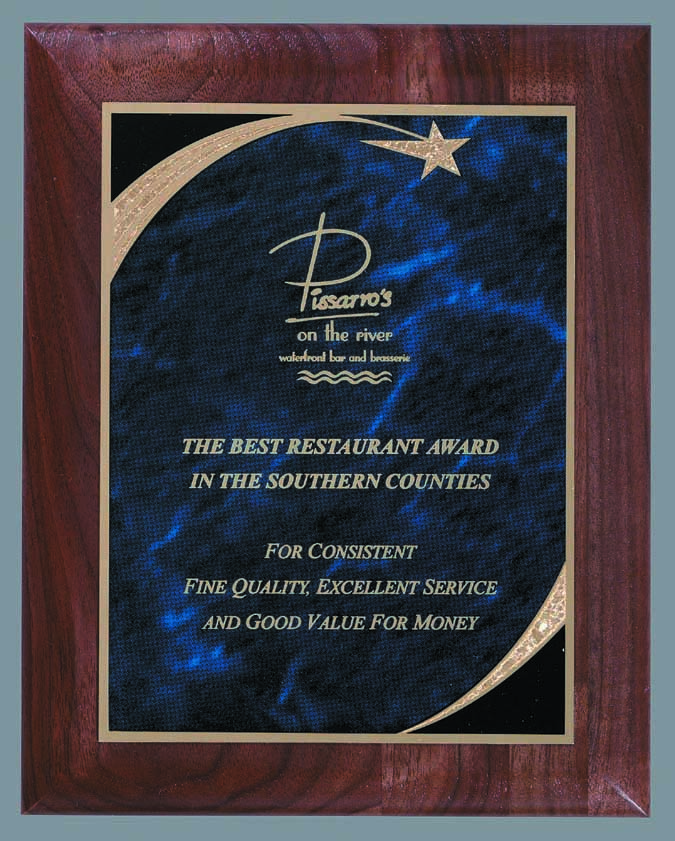 Pissarro's
on the river
waterfront bar and brasserie
THE BEST RESTAURANT AWARD
IN THE SOUTHERN COUNTIES
FOR CONSISTENT
FINE QUALITY, EXCELLENT SERVICE
AND GOOD VALUE FOR MONEY